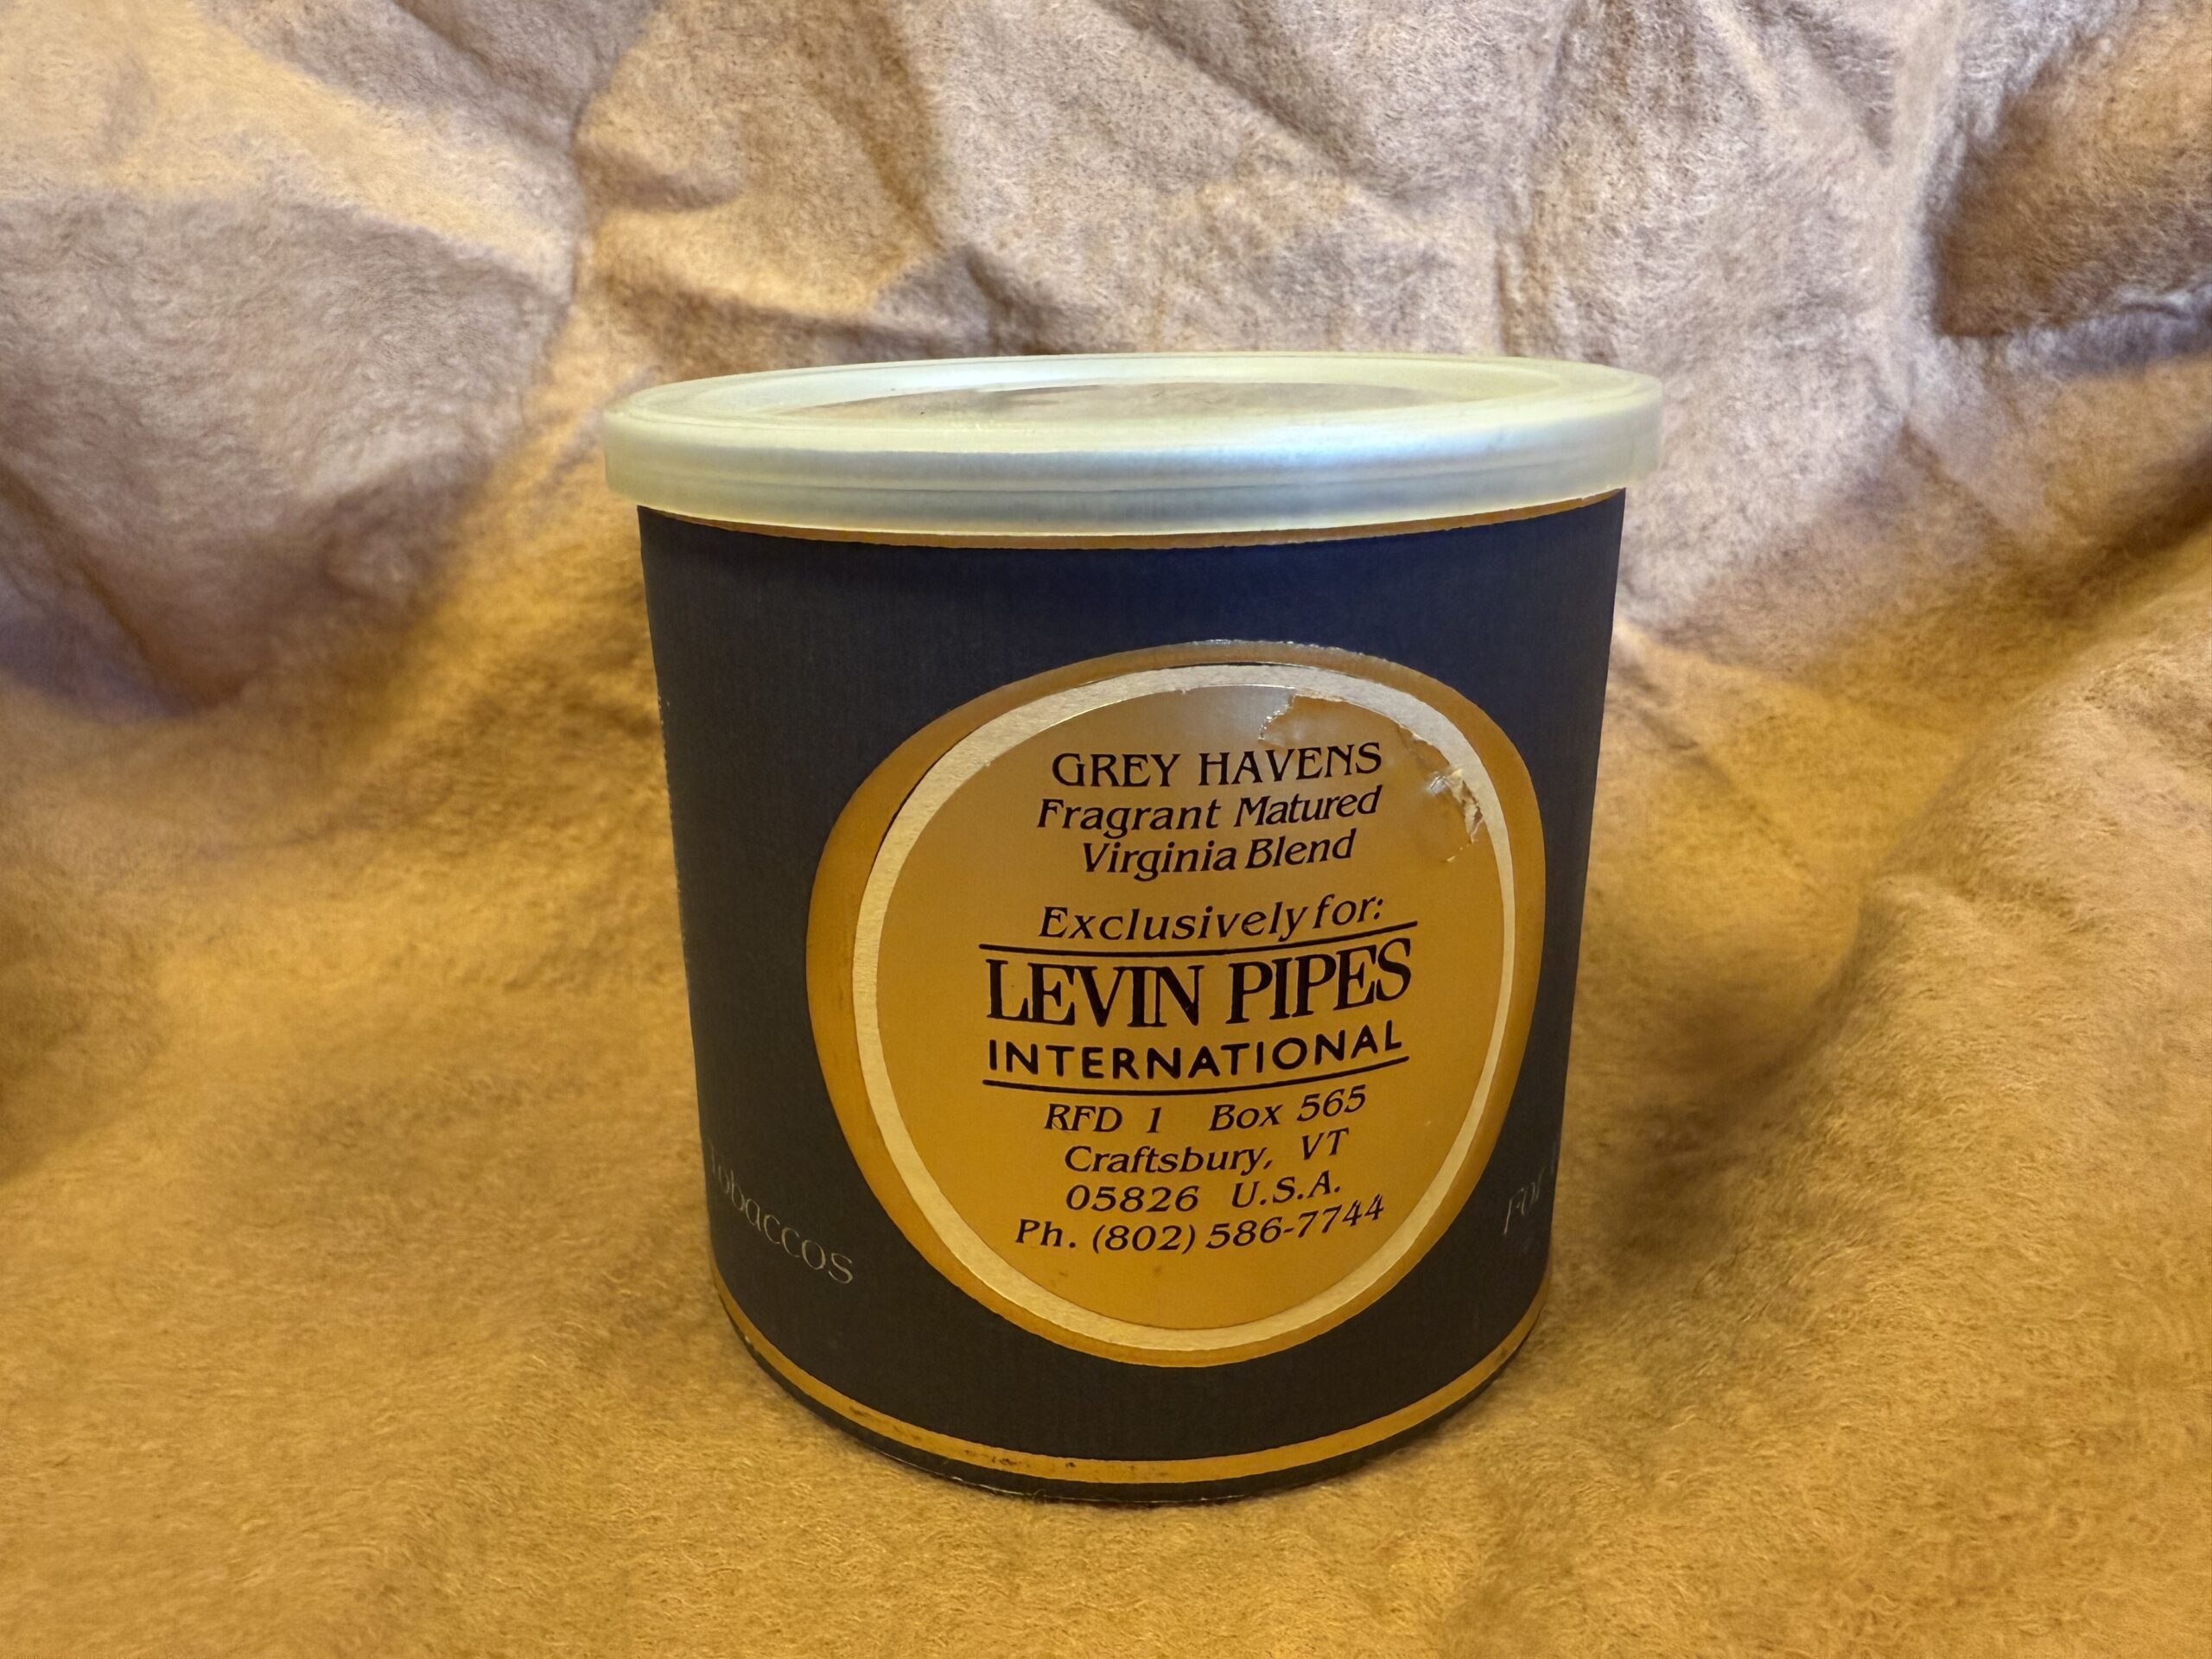 GREY HAVENS
Fragrant Matured
Virginia Blend
Exclusively for:
LEVIN PIPES
INTERNATIONAL
RFD 1 Box 565
Craftsbury, VT
05826 U.S.A.
Ph. (802) 586-7744
obaccos